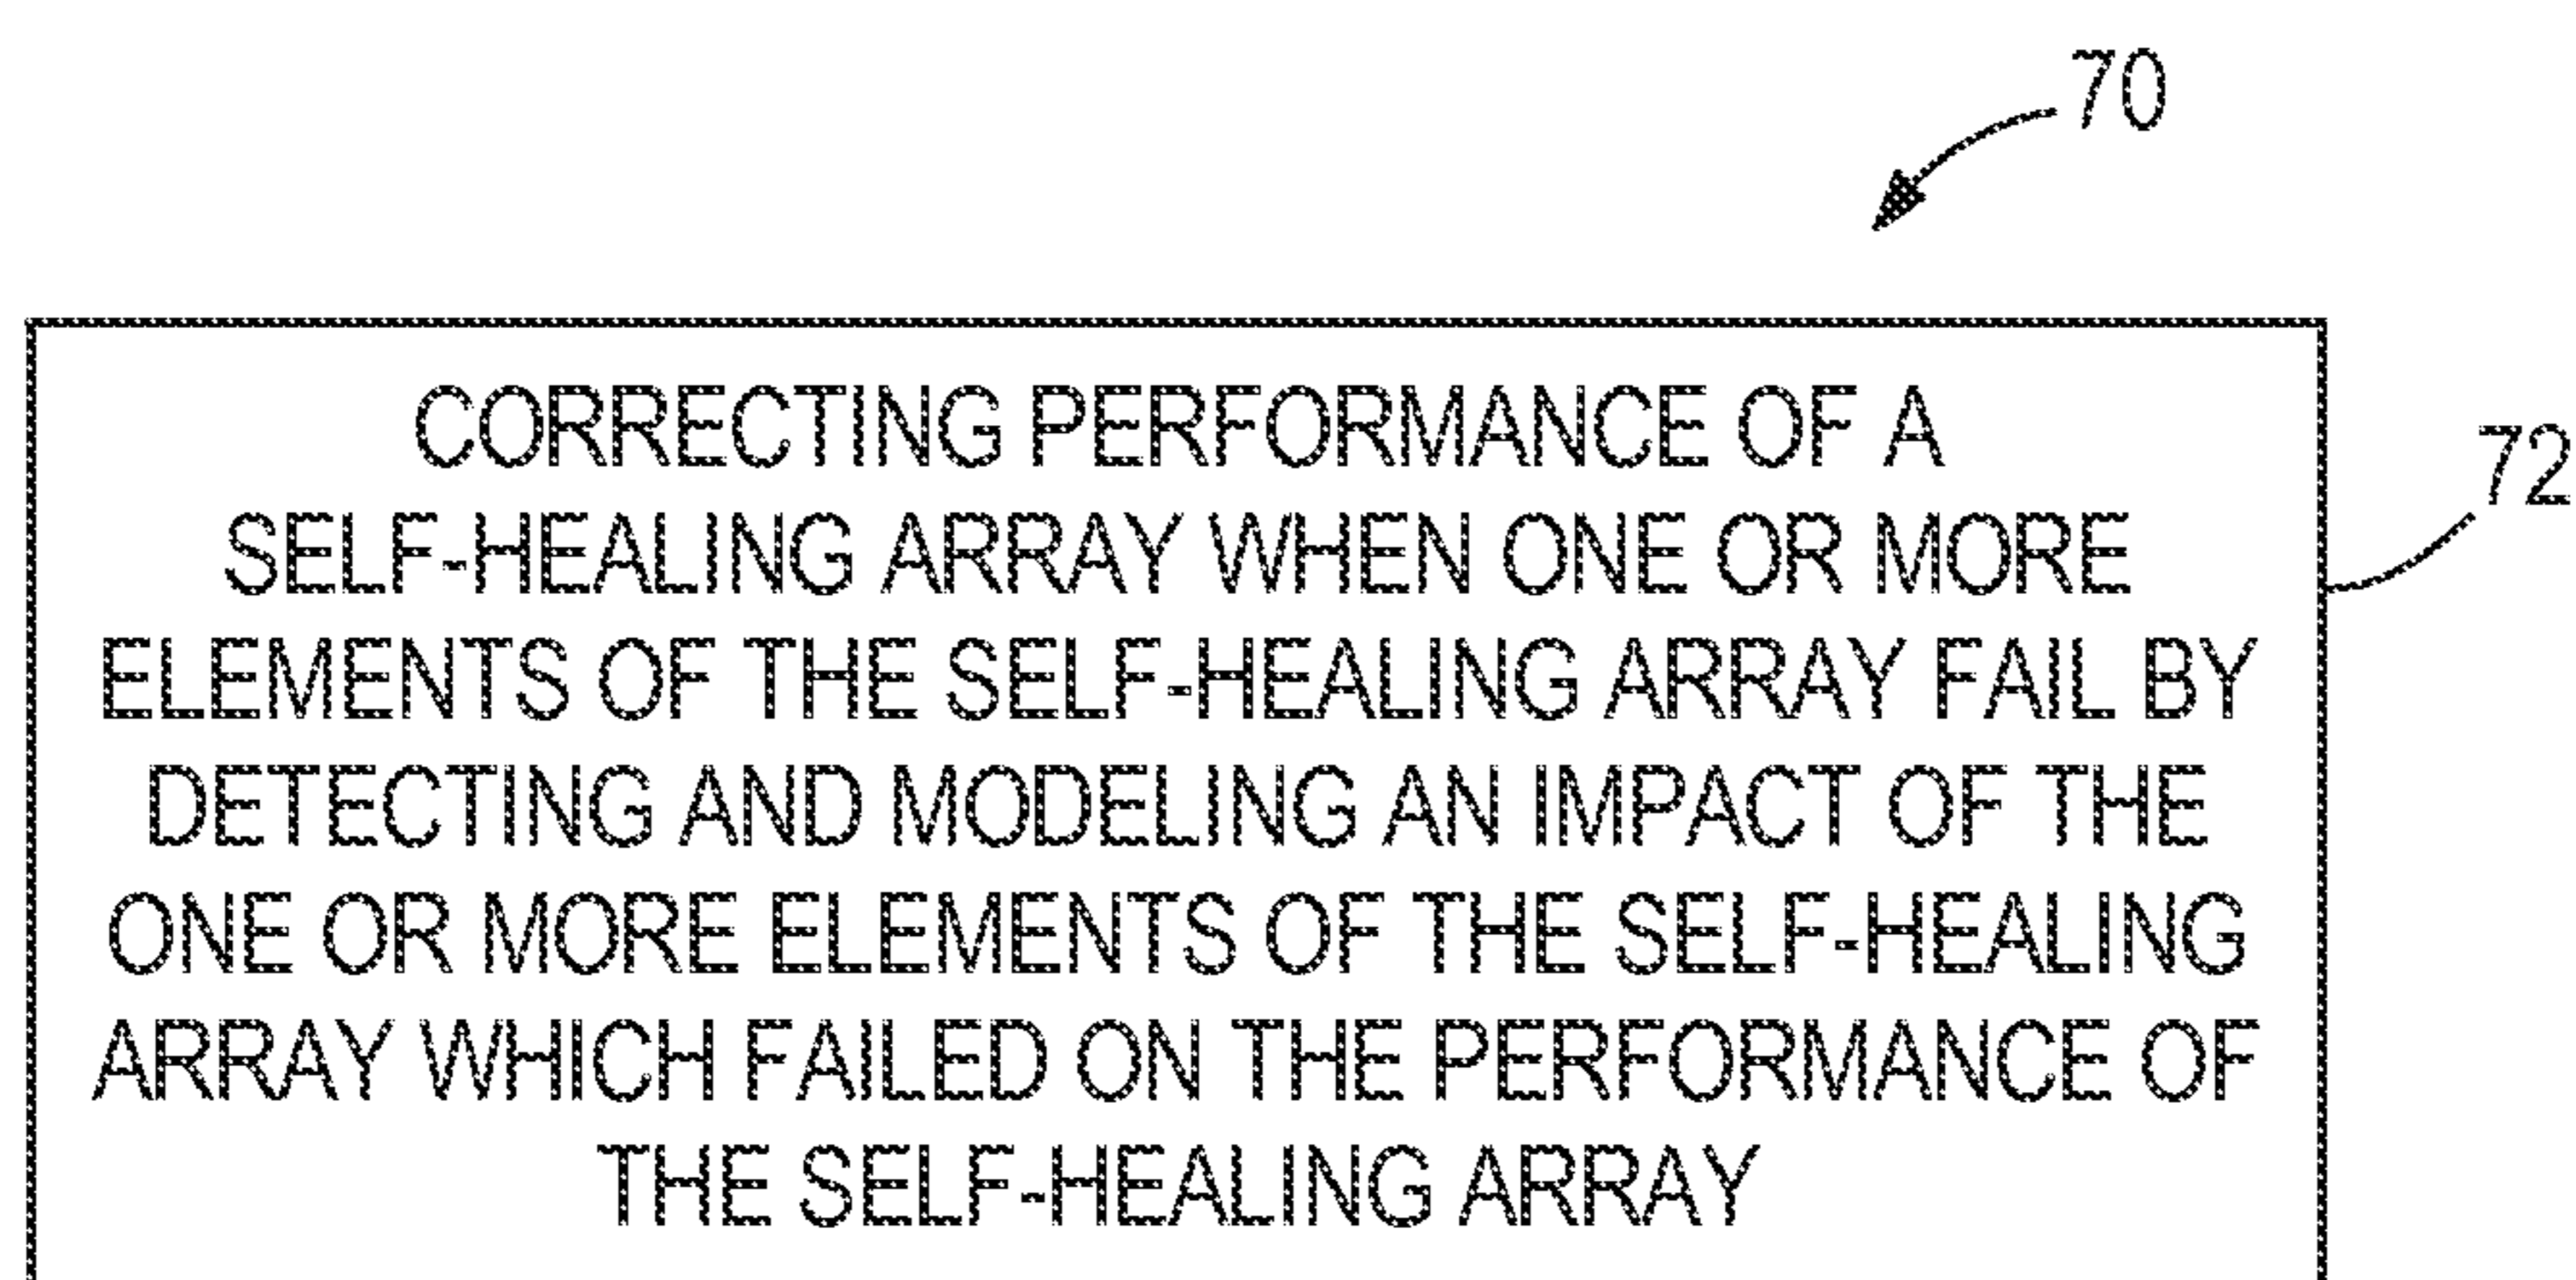 70
CORRECTING PERFORMANCE OF A
72
SELF-HEALING ARRAY WHEN ONE OR MORE
ELEMENTS OF THE SELF-HEALING ARRAY FAIL BY
DETECTING AND MODELING AN IMPACT OF THE
ONE OR MORE ELEMENTS OF THE SELF-HEALING
ARRAY WHICH FAILED ON THE PERFORMANCE OF
THE SELF-HEALING ARRAY